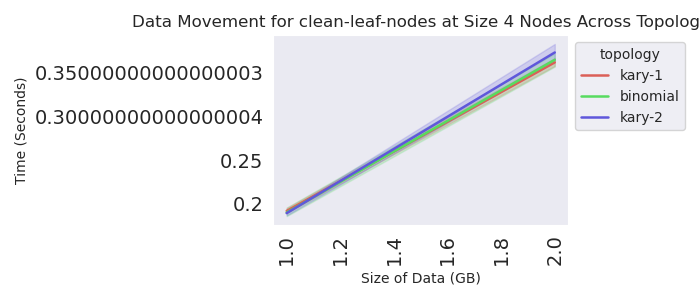 Data Movement for clean-leaf-nodes at Size 4 Nodes Across Topolog
Time (Seconds)
0.35000000000000003
0.30000000000000004
0.25
0.2
1.0
1.2
1.4
1.6
1.8
2.0
Size of Data (GB)
topology
kary-1
binomial
kary-2